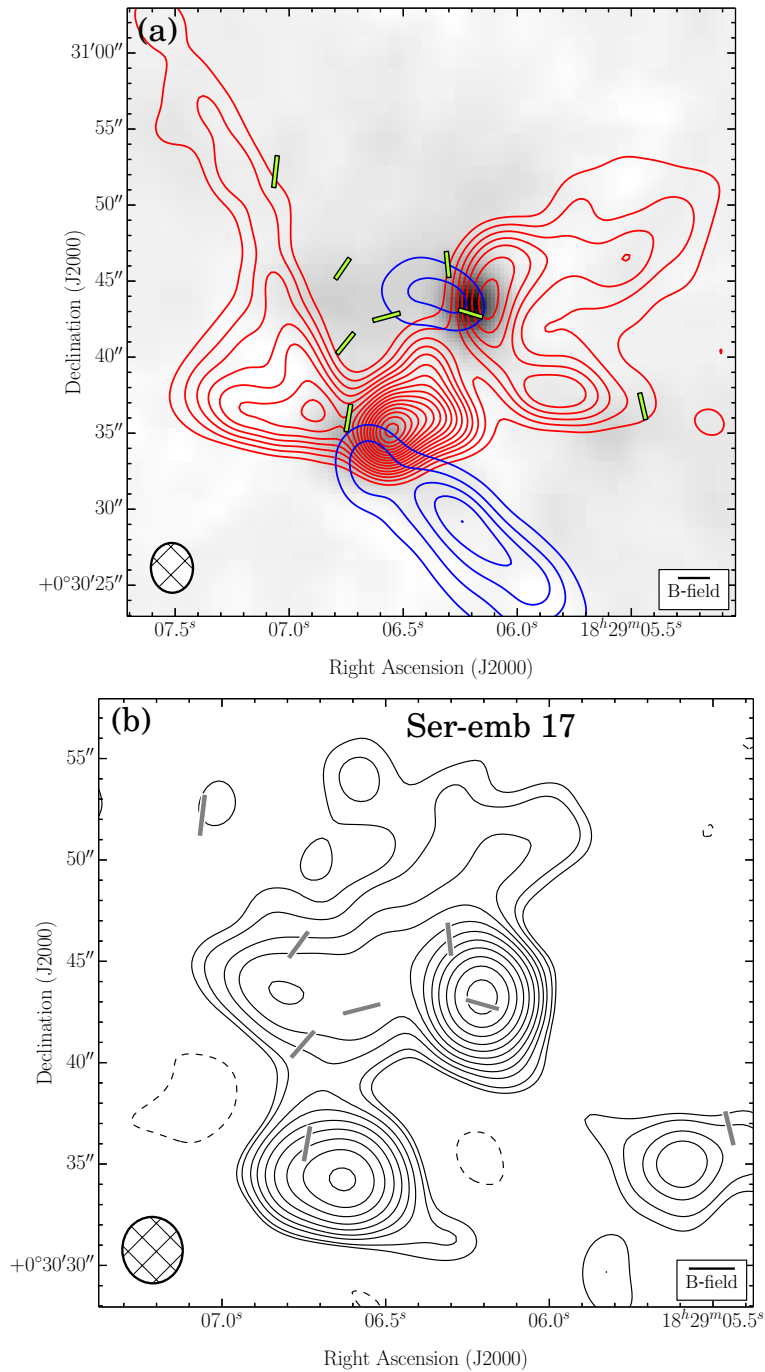 (a)
31′00″
55″
50″
45″
40″
35″
30″
+0°30′25″
Declination (J2000)
B-field
07.5ˢ 07.0ˢ 06.5ˢ 06.0ˢ 18ʰ29ᵐ05.5ˢ
Right Ascension (J2000)
(b) Ser-emb 17
55″
50″
45″
40″
35″
+0°30′30″
Declination (J2000)
B-field
07.0ˢ 06.5ˢ 06.0ˢ 18ʰ29ᵐ05.5ˢ
Right Ascension (J2000)